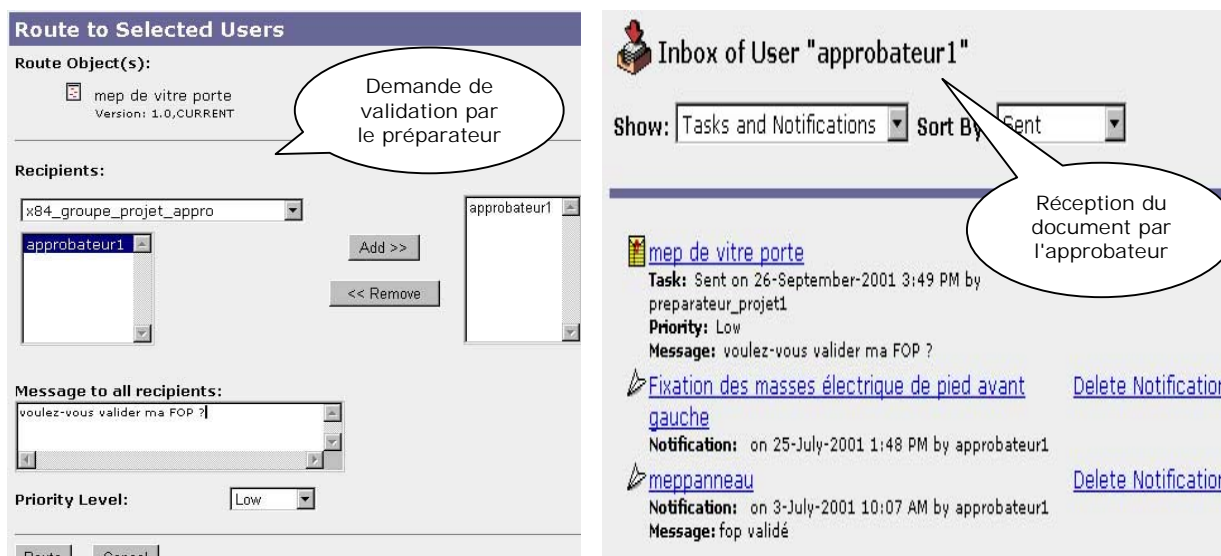 Route to Selected Users
Route Object(s):
mep de vitre porte
Version: 1.0,CURRENT
Demande de
validation par
le préparateur
Recipients:
x84_groupe_projet_appro
approbateur1
Add >>
<< Remove
approbateur1
Message to all recipients:
voulez-vous valider ma FOP ?
Priority Level:
Low
Route
Cancel
Inbox of User "approbateur1"
Show: Tasks and Notifications Sort By Sent
Réception du
document par
l'approbateur
mep de vitre porte
Task: Sent on 26-September-2001 3:49 PM by
preparateur_projet1
Priority: Low
Message: voulez-vous valider ma FOP ?
Fixation des masses électrique de pied avant
gauche
Delete Notification
Notification: on 25-July-2001 1:48 PM by approbateur1
meppanneau
Delete Notification
Notification: on 3-July-2001 10:07 AM by approbateur1
Message: fop validé